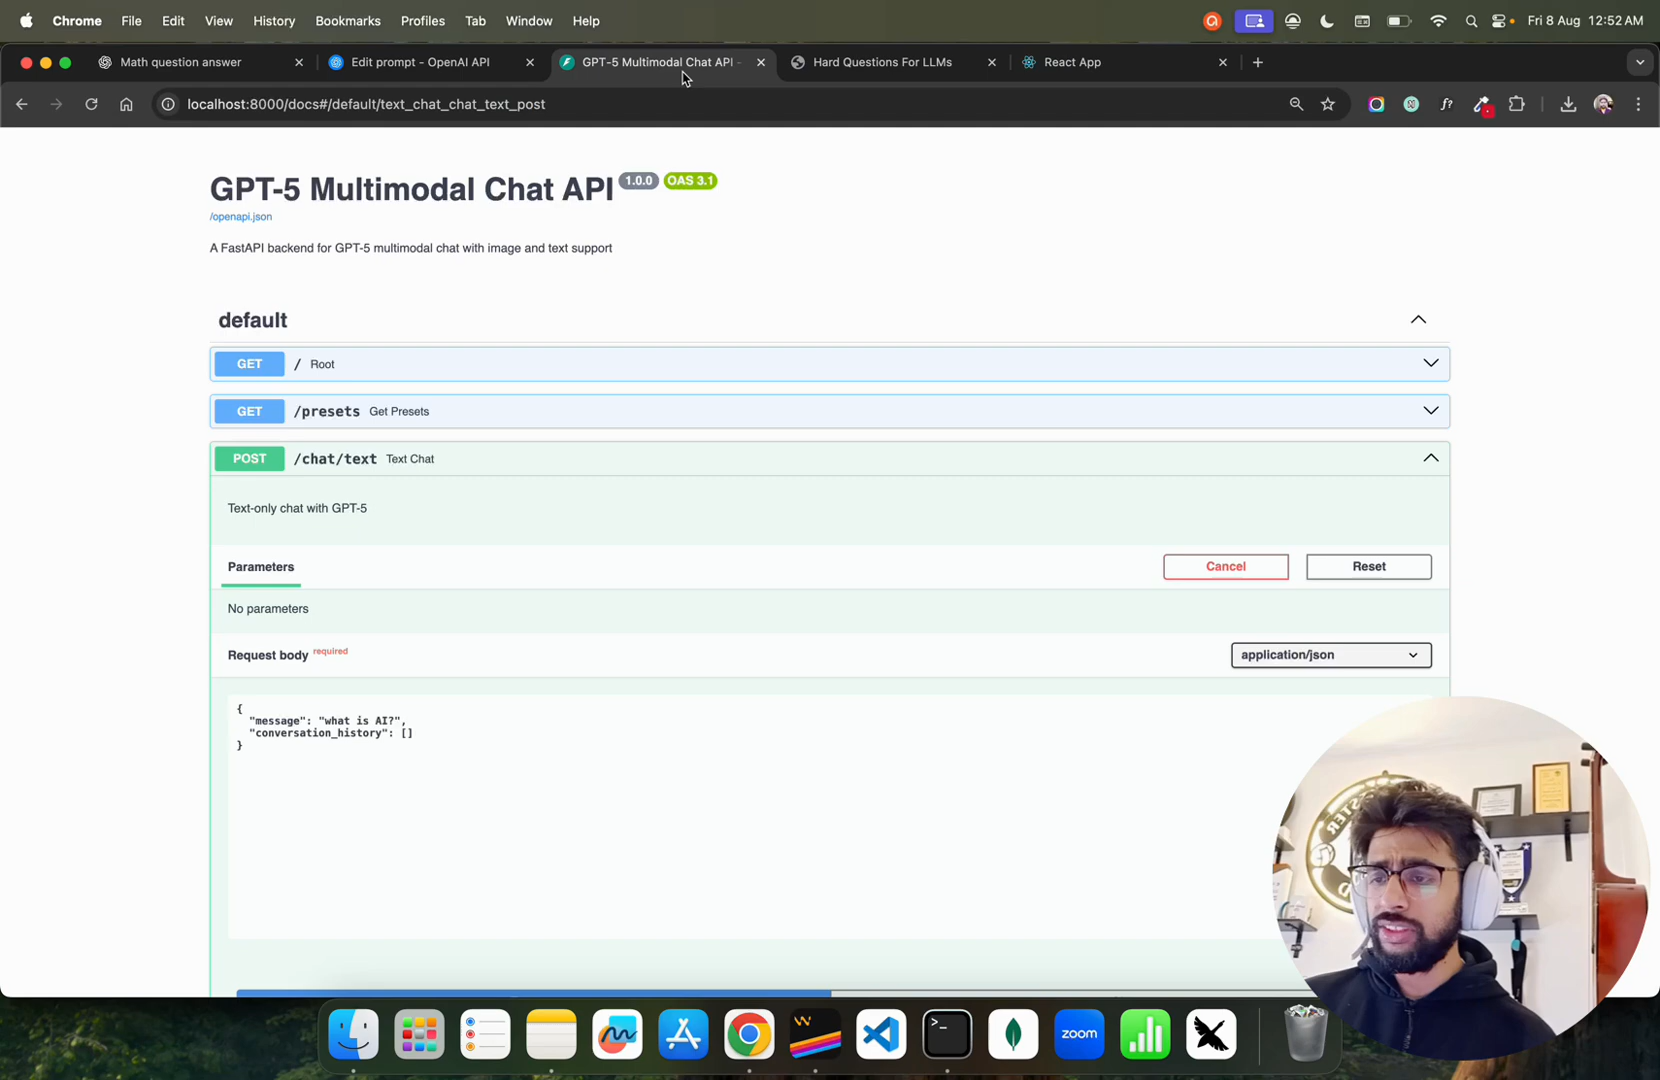 Chrome File Edit View History Bookmarks Profiles Tab Window Help Fri 8 Aug 12:52 AM
Math question answer Edit prompt - OpenAI API GPT-5 Multimodal Chat API - Hard Questions For LLMs React App
localhost:8000/docs#/default/text_chat_chat_text_post
GPT-5 Multimodal Chat API 1.0.0 OAS 3.1
/openapi.json
A FastAPI backend for GPT-5 multimodal chat with image and text support
default
GET / Root
GET /presets Get Presets
POST /chat/text Text Chat
Text-only chat with GPT-5
Parameters Cancel Reset
No parameters
Request body required application/json
{
"message": "what is AI?",
"conversation_history": []
}
zoom